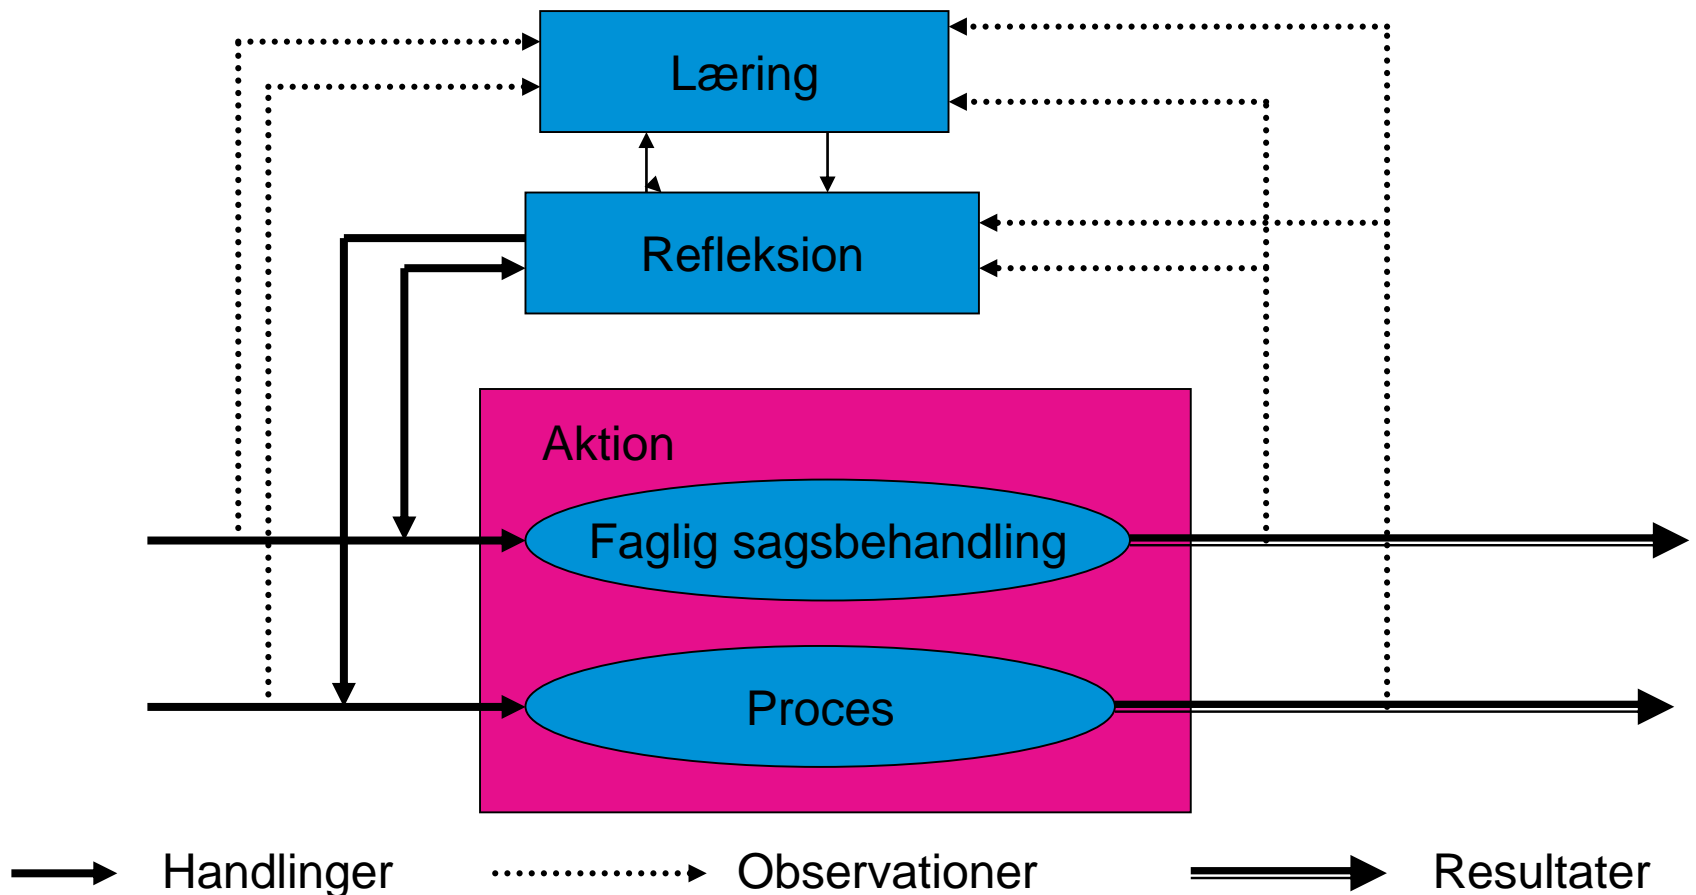 Læring
Refleksion
Aktion
Faglig sagsbehandling
Proces
Handlinger
Observationer
Resultater